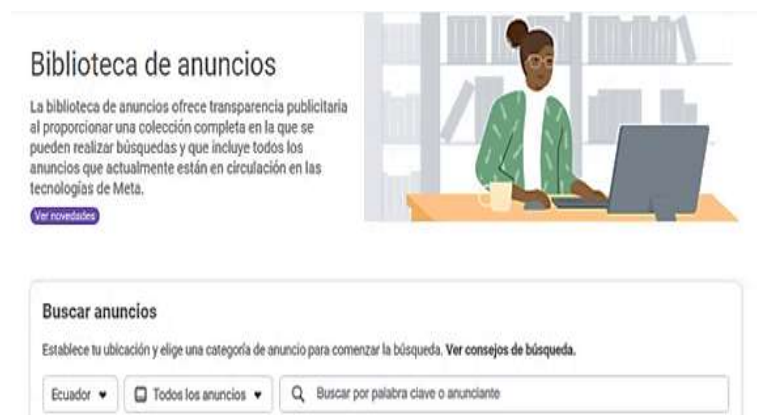 Biblioteca de anuncios
La biblioteca de anuncios ofrece transparencia publicitaria
al proporcionar una colección completa en la que se
pueden realizar búsquedas y que incluye todos los
anuncios que actualmente están en circulación en las
tecnologías de Meta.
Ver novedades
Buscar anuncios
Establece tu ubicación y elige una categoría de anuncio para comenzar la búsqueda. Ver consejos de búsqueda.
Ecuador Todos los anuncios Buscar por palabra clave o anunciante